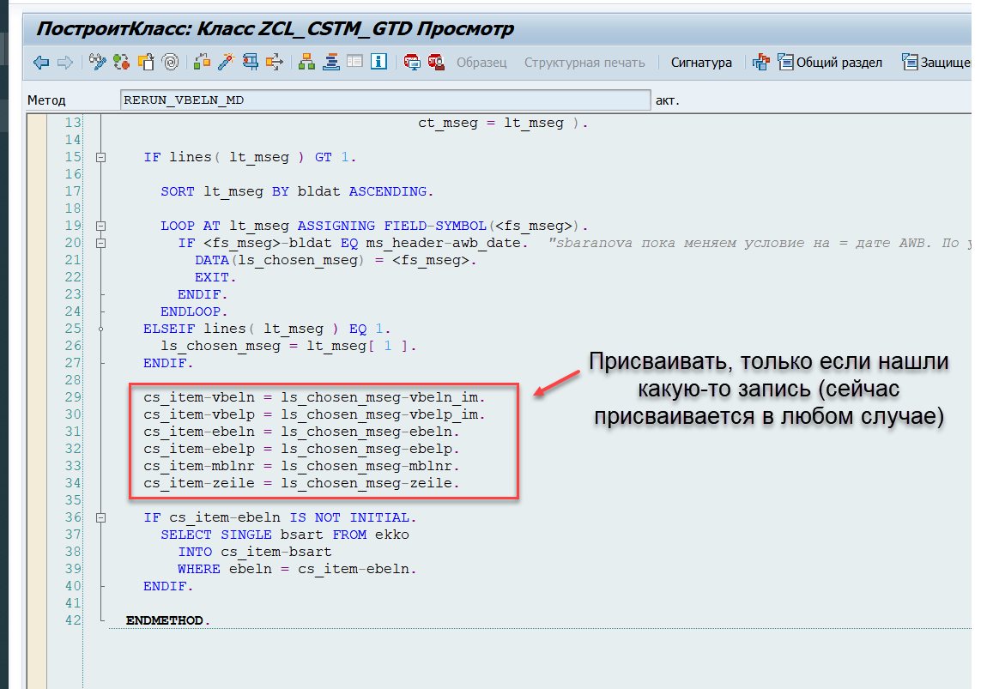 ПостроитКласс: Класс ZCL_CSTM_GTD Просмотр
Образец Структурная печать Сигнатура Общий раздел Защище
Метод RERUN_VBELN_MD акт.
13 ct_mseg = lt_mseg ).
14
15 IF lines( lt_mseg ) GT 1.
16
17 SORT lt_mseg BY bldat ASCENDING.
18
19 LOOP AT lt_mseg ASSIGNING FIELD-SYMBOL(<fs_mseg>).
20 IF <fs_mseg>-bldat EQ ms_header-awb_date. "sbaranova пока меняем условие на = дате AWB. По у
21 DATA(ls_chosen_mseg) = <fs_mseg>.
22 EXIT.
23 ENDIF.
24 ENDLOOP.
25 ELSEIF lines( lt_mseg ) EQ 1.
26 ls_chosen_mseg = lt_mseg[ 1 ].
27 ENDIF.
28
Присваивать, только если нашли
какую-то запись (сейчас
присваивается в любом случае)
29 cs_item-vbeln = ls_chosen_mseg-vbeln_im.
30 cs_item-vbelp = ls_chosen_mseg-vbelp_im.
31 cs_item-ebeln = ls_chosen_mseg-ebeln.
32 cs_item-ebelp = ls_chosen_mseg-ebelp.
33 cs_item-mblnr = ls_chosen_mseg-mblnr.
34 cs_item-zeile = ls_chosen_mseg-zeile.
35
36 IF cs_item-ebeln IS NOT INITIAL.
37 SELECT SINGLE bsart FROM ekko
38 INTO cs_item-bsart
39 WHERE ebeln = cs_item-ebeln.
40 ENDIF.
41
42 ENDMETHOD.